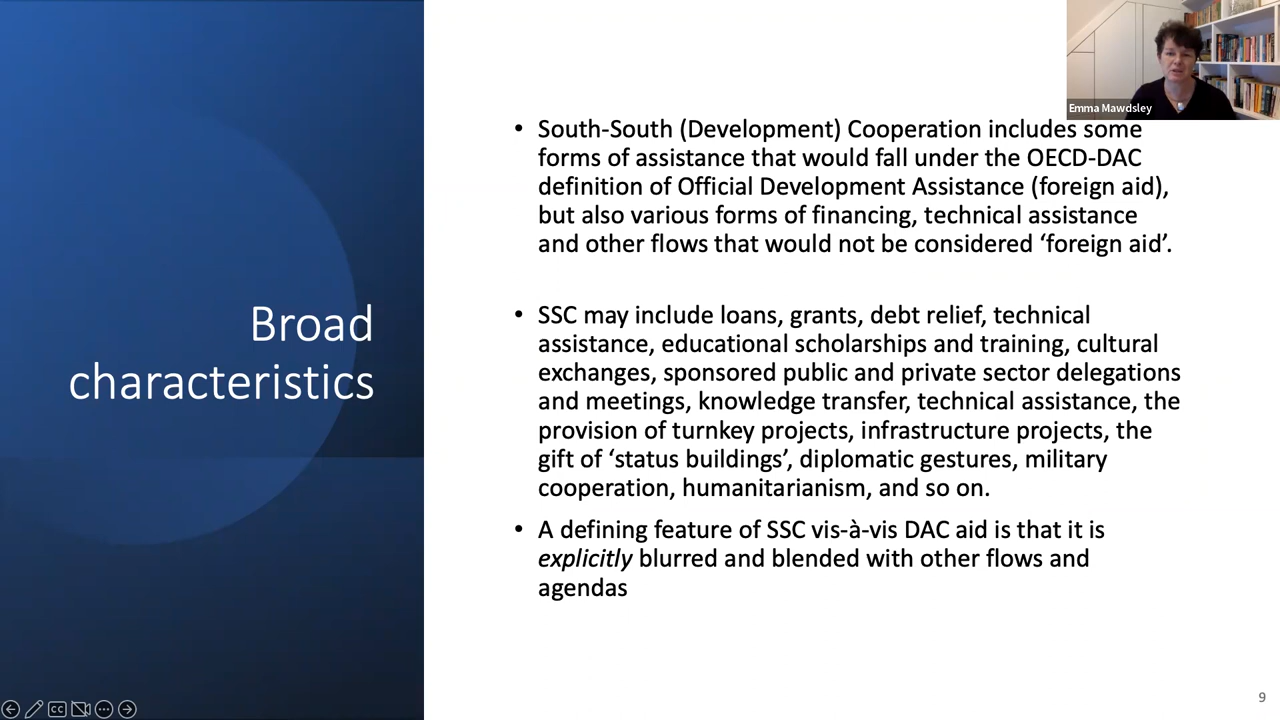 Emma Mawdsley
Broad
characteristics
• South-South (Development) Cooperation includes some
forms of assistance that would fall under the OECD-DAC
definition of Official Development Assistance (foreign aid),
but also various forms of financing, technical assistance
and other flows that would not be considered ‘foreign aid’.
• SSC may include loans, grants, debt relief, technical
assistance, educational scholarships and training, cultural
exchanges, sponsored public and private sector delegations
and meetings, knowledge transfer, technical assistance, the
provision of turnkey projects, infrastructure projects, the
gift of ‘status buildings’, diplomatic gestures, military
cooperation, humanitarianism, and so on.
• A defining feature of SSC vis-à-vis DAC aid is that it is
explicitly blurred and blended with other flows and
agendas
CC
9